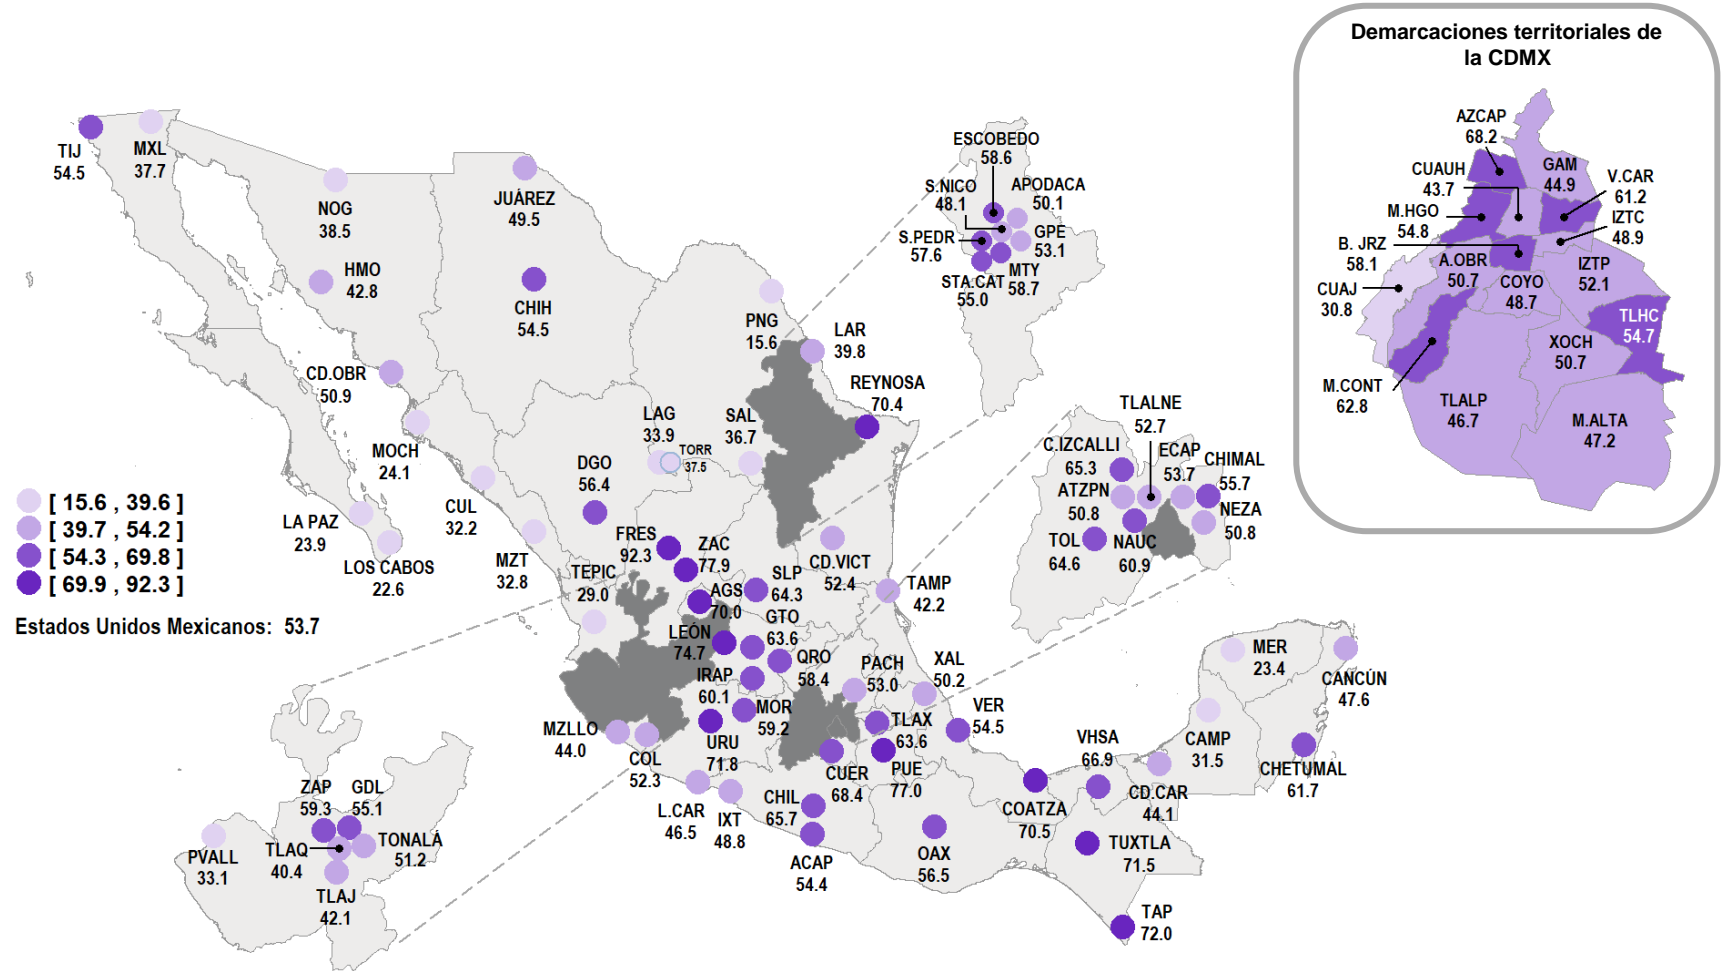 Demarcaciones territoriales de
la CDMX
AZCAP
68.2
CUAUH
43.7
GAM
44.9
V.CAR
61.2
M.HGO
54.8
IZTC
48.9
B. JRZ
58.1
A.OBR
50.7
IZTP
52.1
CUAJ
30.8
COYO
48.7
TLHC
54.7
XOCH
50.7
M.CONT
62.8
TLALP
46.7
M.ALTA
47.2
TIJ
54.5
MXL
37.7
NOG
38.5
HMO
42.8
JUÁREZ
49.5
CHIH
54.5
CD.OBR
50.9
MOCH
24.1
LA PAZ
23.9
LOS CABOS
22.6
CUL
32.2
MZT
32.8
DGO
56.4
LAG
33.9
TORR
37.5
SAL
36.7
PNG
15.6
LAR
39.8
REYNOSA
70.4
ESCOBEDO
58.6
S.NICO
48.1
APODACA
50.1
S.PEDR
57.6
GPE
53.1
STA.CAT
55.0
MTY
58.7
TLALNE
52.7
C.IZCALLI
65.3
ECAP
53.7
CHIMAL
55.7
ATZPN
50.8
NEZA
50.8
TOL
64.6
NAUC
60.9
[ 15.6 , 39.6 ]
[ 39.7 , 54.2 ]
[ 54.3 , 69.8 ]
[ 69.9 , 92.3 ]
Estados Unidos Mexicanos: 53.7
FRES
92.3
ZAC
77.9
TEPIC
29.0
AGS
70.0
SLP
64.3
CD.VICT
52.4
TAMP
42.2
LEÓN
74.7
GTO
63.6
IRAP
60.1
QRO
58.4
PACH
53.0
XAL
50.2
MOR
59.2
VER
54.5
TLAX
63.6
MZLLO
44.0
COL
52.3
URU
71.8
CUER
68.4
PUE
77.0
L.CAR
46.5
IXT
48.8
CHIL
65.7
ACAP
54.4
OAX
56.5
COATZA
70.5
VHSA
66.9
CD.CAR
44.1
MER
23.4
CANCÚN
47.6
CAMP
31.5
CHETUMAL
61.7
TUXTLA
71.5
TAP
72.0
ZAP
59.3
GDL
55.1
PVALL
33.1
TLAQ
40.4
TONALÁ
51.2
TLAJ
42.1